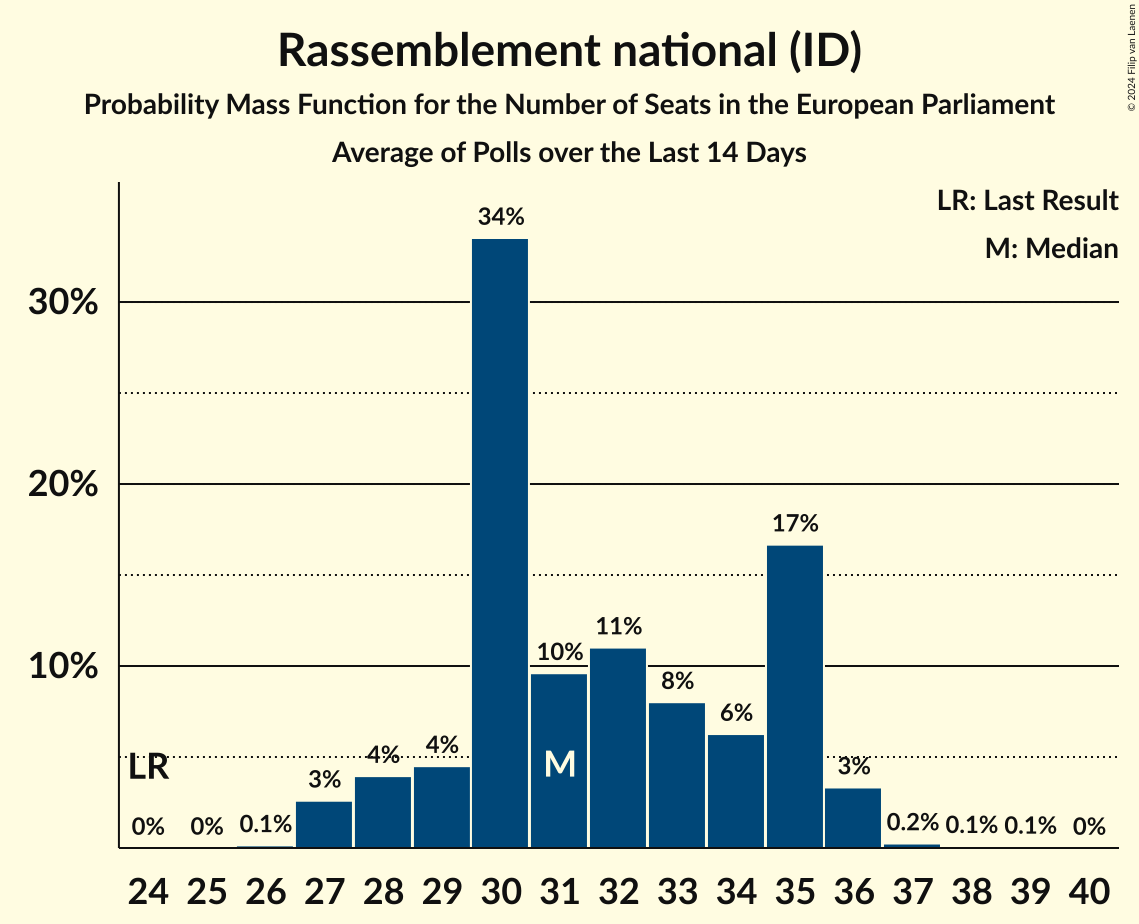 Rassemblement national (ID)
Probability Mass Function for the Number of Seats in the European Parliament
Average of Polls over the Last 14 Days
© 2024 Filip van Laenen
LR: Last Result
M: Median
34%
30%
20%
17%
11%
10%
10%
8%
6%
4%
4%
3%
3%
LR
M
0%
0%
0.1%
0.2%
0.1%
0.1%
0%
24 25 26 27 28 29 30 31 32 33 34 35 36 37 38 39 40